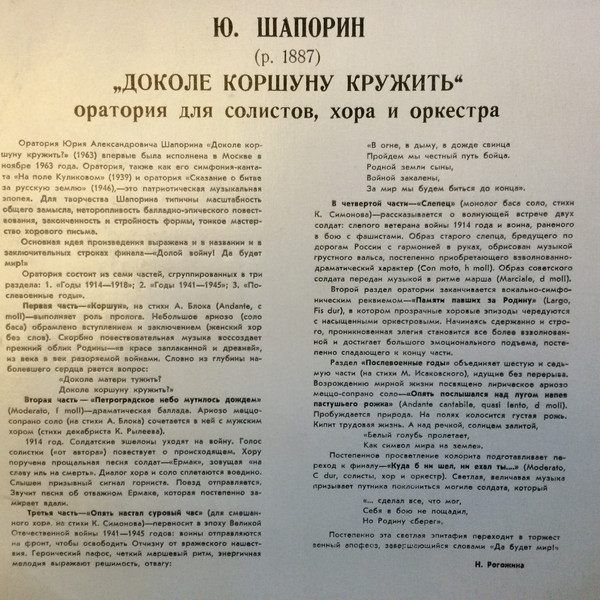 Ю. ШАПОРИН
(р. 1887)
„ДОКОЛЕ КОРШУНУ КРУЖИТЬ“
оратория для солистов, хора и оркестра
Оратория Юрия Александровича Шапорина «Доколе кор-
шуну кружить?» (1963) впервые была исполнена в Москве в
ноябре 1963 года. Оратория, также как его симфония-канта-
та «На поле Куликовом» (1939) и оратория «Сказание о битве
за русскую землю» (1946),—это патриотическая музыкальная
эпопея. Для творчества Шапорина типичны масштабность
общего замысла, неторопливость балладно-эпического повест-
вования, законченность и стройность формы, тонкое мастер-
ство хорового письма.
Основная идея произведения выражена и в названии и в
заключительных строках финала—«Долой войну! Да будет
мир!»
Оратория состоит из семи частей, сгруппированных в три
раздела: 1. «Годы 1914—1918»; 2. «Годы 1941—1945»; 3. «По-
слевоенные годы».
Первая часть—«Коршун», на стихи А. Блока (Andante, c
moll)—выполняет роль пролога. Небольшое ариозо (соло
баса) обрамлено вступлением и заключением (женский хор
без слов). Скорбно повествовательная музыка воссоздает
прежний облик Родины—«в красе заплаканной и древней»,
из века в век разоряемой войнами. Словно из глубины на-
болевшего сердца рвется вопрос:
«Доколе матери тужить?
Доколе коршуну кружить?»
Вторая часть — «Петроградское небо мутилось дождем»
(Moderato, f moll)—драматическая баллада. Ариозо меццо-
сопрано соло (на стихи А. Блока) сочетается в ней с мужским
хором (стихи декабриста К. Рылеева).
1914 год. Солдатские эшелоны уходят на войну. Голос
солистки («от автора») повествует о происходящем. Хору
поручена прощальная песня солдат—«Ермак», зовущая «на
славу иль на смерть». Диалог хора и соло сплетаются воедино.
Слышен призывный сигнал горниста. Поезд отправляется.
Звучит песня об отважном Ермаке, которая постепенно за-
мирает вдали.
Третья часть—«Опять настал суровый час» (для смешан-
ного хора, на стихи К. Симонова)—переносит в эпоху Великой
Отечественной войны 1941—1945 годов: воины отправляются
на фронт, чтобы освободить Отчизну от вражеского нашест-
вия. Героический пафос, четкий маршевый ритм, энергичная
мелодия выражают решимость, отвагу:
«В огне, в дыму, в дожде свинца
Пройдем мы честный путь бойца.
Родной земли сыны,
Войной закалены,
За мир мы будем биться до конца».
В четвертой части—«Слепец» (монолог баса соло, стихи
К. Симонова)—рассказывается о волнующей встрече двух
солдат: слепого ветерана войны 1914 года и воина, раненого
в бою с фашистами. Образ старого слепца, бредущего по
дорогам России с гармоникой в руках, обрисован музыкой
грустного вальса, постепенно приобретающего взволнованно-
драматический характер (Con moto, h moll). Образ советского
солдата передан музыкой в ритме марша (Marciale, d moll).
Второй раздел оратории заканчивается вокально-симфо-
ническим реквиемом—«Памяти павших за Родину» (Largo,
Fis dur), в котором прозрачные хоровые эпизоды чередуются
с насыщенными оркестровыми. Начинаясь сдержанно и стро-
го, проникновенная элегия становится все более взволнован-
ной и достигает большого эмоционального подъема, посте-
пенно спадающего к концу части.
Раздел «Послевоенные годы» объединяет шестую и седь-
мую части (на стихи М. Исаковского), идущие без перерыва.
Возрождению мирной жизни посвящено лирическое ариозо
меццо-сопрано соло—«Опять послышался над лугом напев
пастушьего рожка» (Andante cantabile, quasi lento, d moll).
Пробуждается природа. На полях колосится густая рожь.
Кипит трудовая жизнь. А над речкой, солнцем залитой,
«Белый голубь пролетает,
Как символ мира на земле».
Постепенное просветление колорита подготавливает пе-
реход к финалу—«Куда б ни шел, ни ехал ты....» (Moderato,
C dur, солисты, хор и оркестр). Светлая, величавая музыка
призывает путника поклониться могиле солдата, который
«... сделал все, что мог,
Себя в бою не пощадил,
Но Родину сберег».
Постепенно эта светлая эпитафия переходит в торжест-
венный апофеоз, завершающийся словами «Да будет мир!»
Н. Рогожина